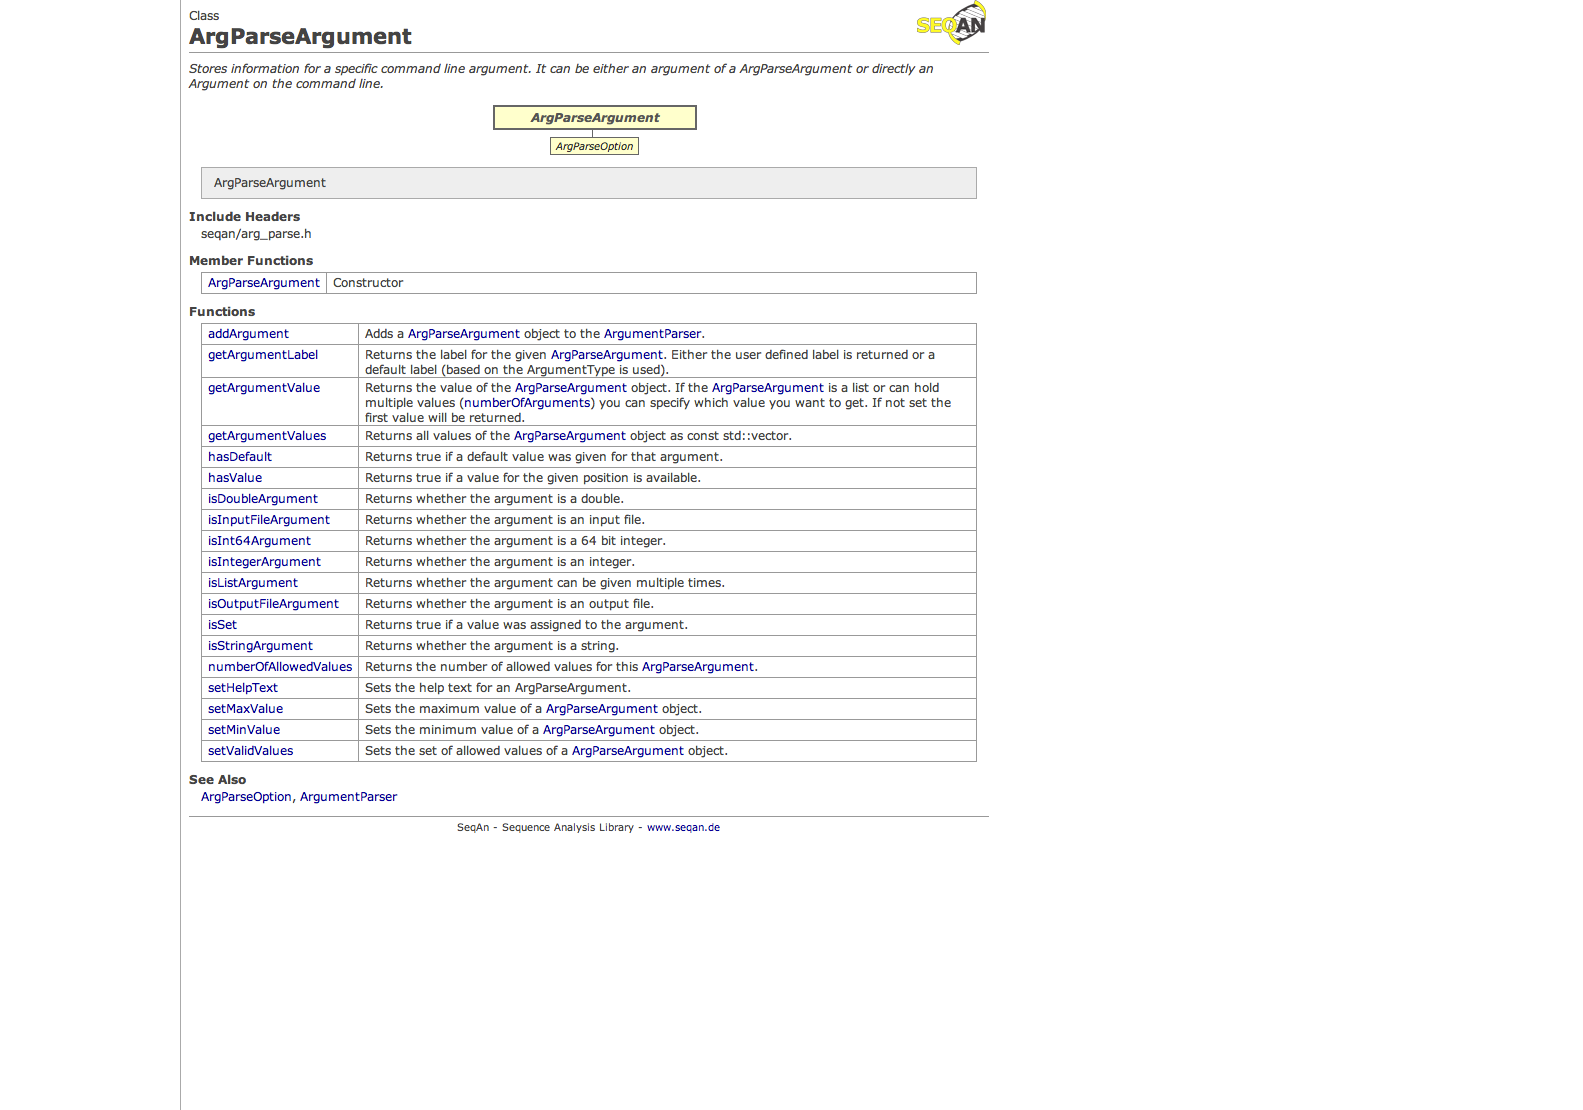 Class
ArgParseArgument
SEQAN
Stores information for a specific command line argument. It can be either an argument of a ArgParseArgument or directly an
Argument on the command line.
ArgParseArgument
ArgParseOption
ArgParseArgument
Include Headers
seqan/arg_parse.h
Member Functions
ArgParseArgument Constructor
Functions
addArgument Adds a ArgParseArgument object to the ArgumentParser.
getArgumentLabel Returns the label for the given ArgParseArgument. Either the user defined label is returned or a
default label (based on the ArgumentType is used).
getArgumentValue Returns the value of the ArgParseArgument object. If the ArgParseArgument is a list or can hold
multiple values (numberOfArguments) you can specify which value you want to get. If not set the
first value will be returned.
getArgumentValues Returns all values of the ArgParseArgument object as const std::vector.
hasDefault Returns true if a default value was given for that argument.
hasValue Returns true if a value for the given position is available.
isDoubleArgument Returns whether the argument is a double.
isInputFileArgument Returns whether the argument is an input file.
isInt64Argument Returns whether the argument is a 64 bit integer.
isIntegerArgument Returns whether the argument is an integer.
isListArgument Returns whether the argument can be given multiple times.
isOutputFileArgument Returns whether the argument is an output file.
isSet Returns true if a value was assigned to the argument.
isStringArgument Returns whether the argument is a string.
numberOfAllowedValues Returns the number of allowed values for this ArgParseArgument.
setHelpText Sets the help text for an ArgParseArgument.
setMaxValue Sets the maximum value of a ArgParseArgument object.
setMinValue Sets the minimum value of a ArgParseArgument object.
setValidValues Sets the set of allowed values of a ArgParseArgument object.
See Also
ArgParseOption, ArgumentParser
SeqAn - Sequence Analysis Library - www.seqan.de